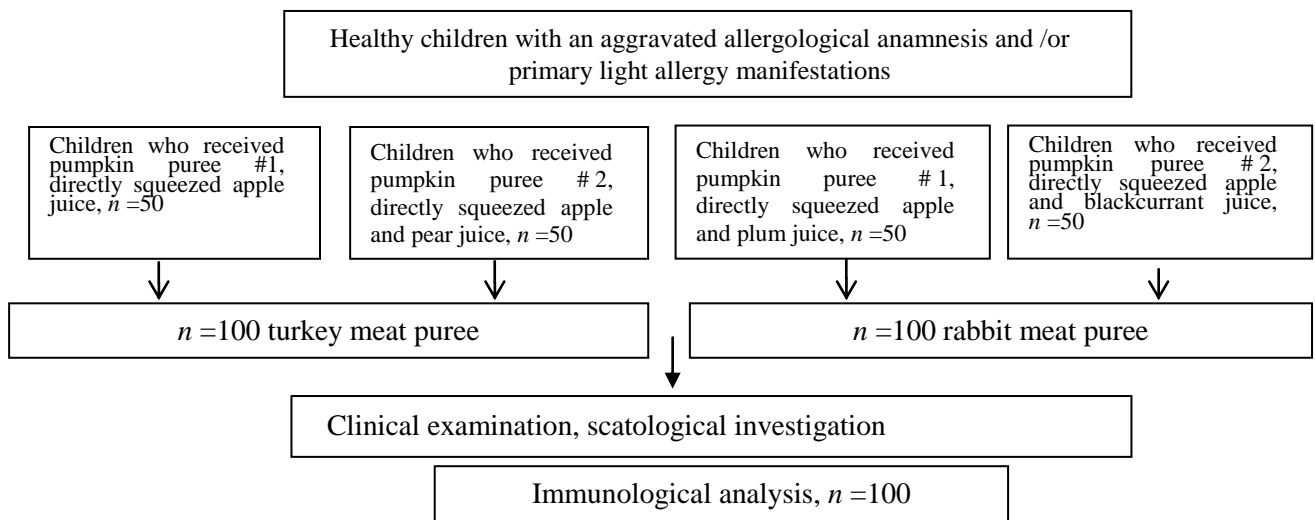 Healthy children with an aggravated allergological anamnesis and /or
primary light allergy manifestations
Children who received
pumpkin puree #1,
directly squeezed apple
juice, n =50
Children who received
pumpkin puree # 2,
directly squeezed apple
and pear juice, n =50
Children who received
pumpkin puree # 1,
directly squeezed apple
and plum juice, n =50
Children who received
pumpkin puree # 2,
directly squeezed apple
and blackcurrant juice,
n =50
n =100 turkey meat puree
n =100 rabbit meat puree
Clinical examination, scatological investigation
Immunological analysis, n =100